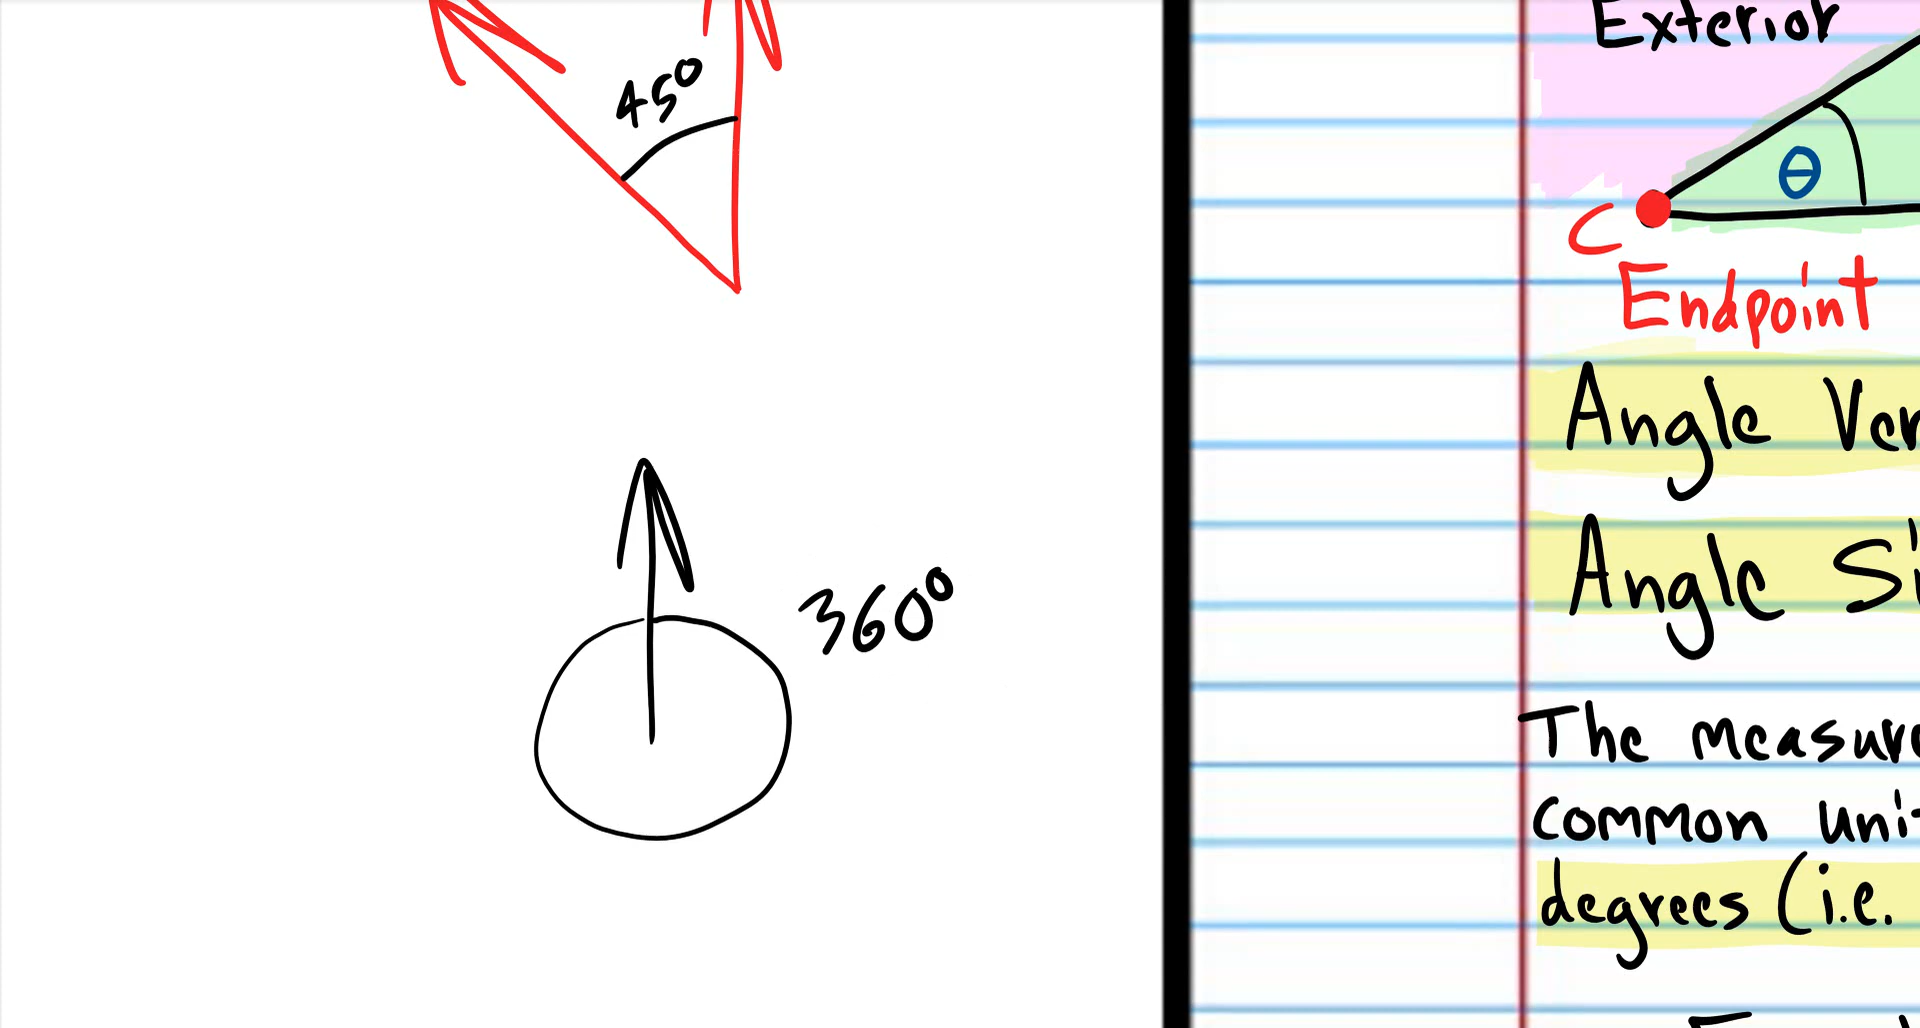 45°
360°
Exterior
θ
C
Endpoint
Angle
Angle
The
common
degrees (i.e.